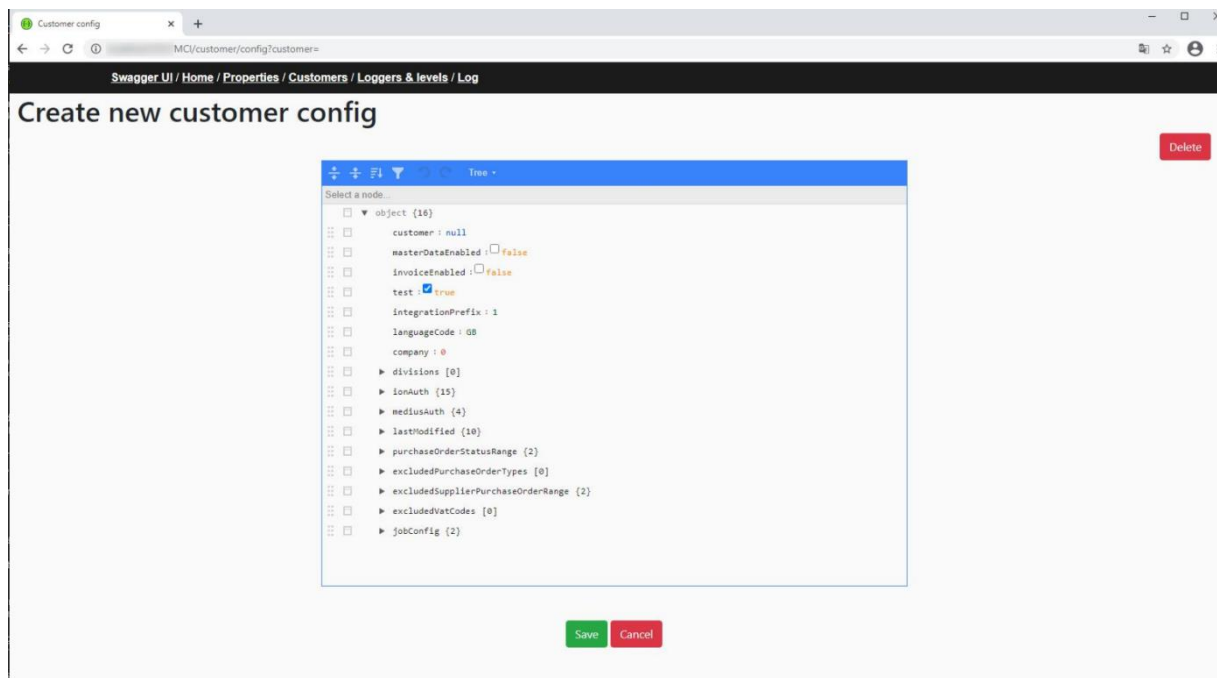 Customer config
MCI/customer/config?customer=
Swagger UI / Home / Properties / Customers / Loggers & levels / Log
Create new customer config
Delete
Tree
Select a node...
object {16}
customer : null
masterDataEnabled : false
invoiceEnabled : false
test : true
integrationPrefix : 1
languageCode : GB
company : 0
divisions [0]
ionAuth {15}
mediusAuth {4}
lastModified {10}
purchaseOrderStatusRange {2}
excludedPurchaseOrderTypes [0]
excludedSupplierPurchaseOrderRange {2}
excludedVatCodes [0]
jobConfig {2}
Save Cancel